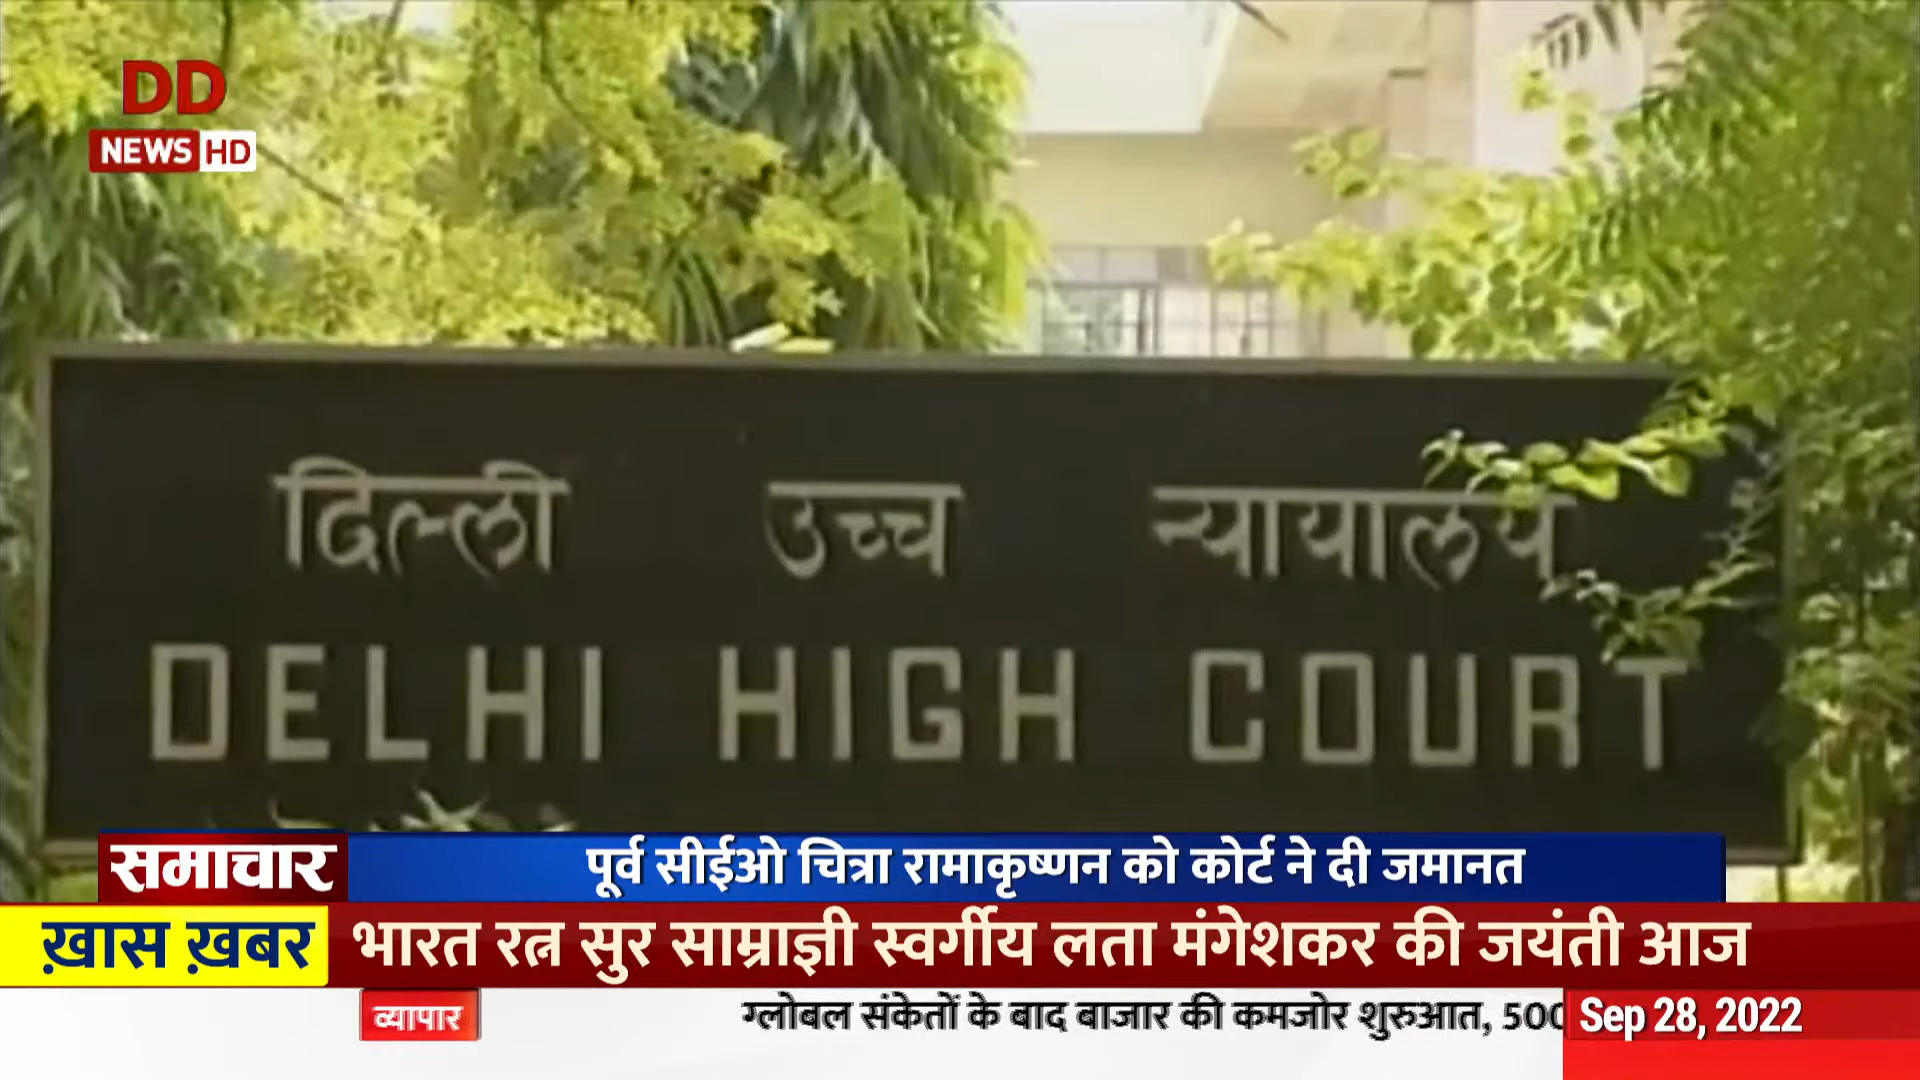 DD
NEWS HD
दिल्ली उच्च न्यायालय
DELHI HIGH COURT
समाचार
पूर्व सीईओ चित्रा रामाकृष्णन को कोर्ट ने दी जमानत
ख़ास ख़बर
भारत रत्न सुर साम्राज्ञी स्वर्गीय लता मंगेशकर की जयंती आज
व्यापार
ग्लोबल संकेतों के बाद बाजार की कमजोर शुरुआत, 500
Sep 28, 2022